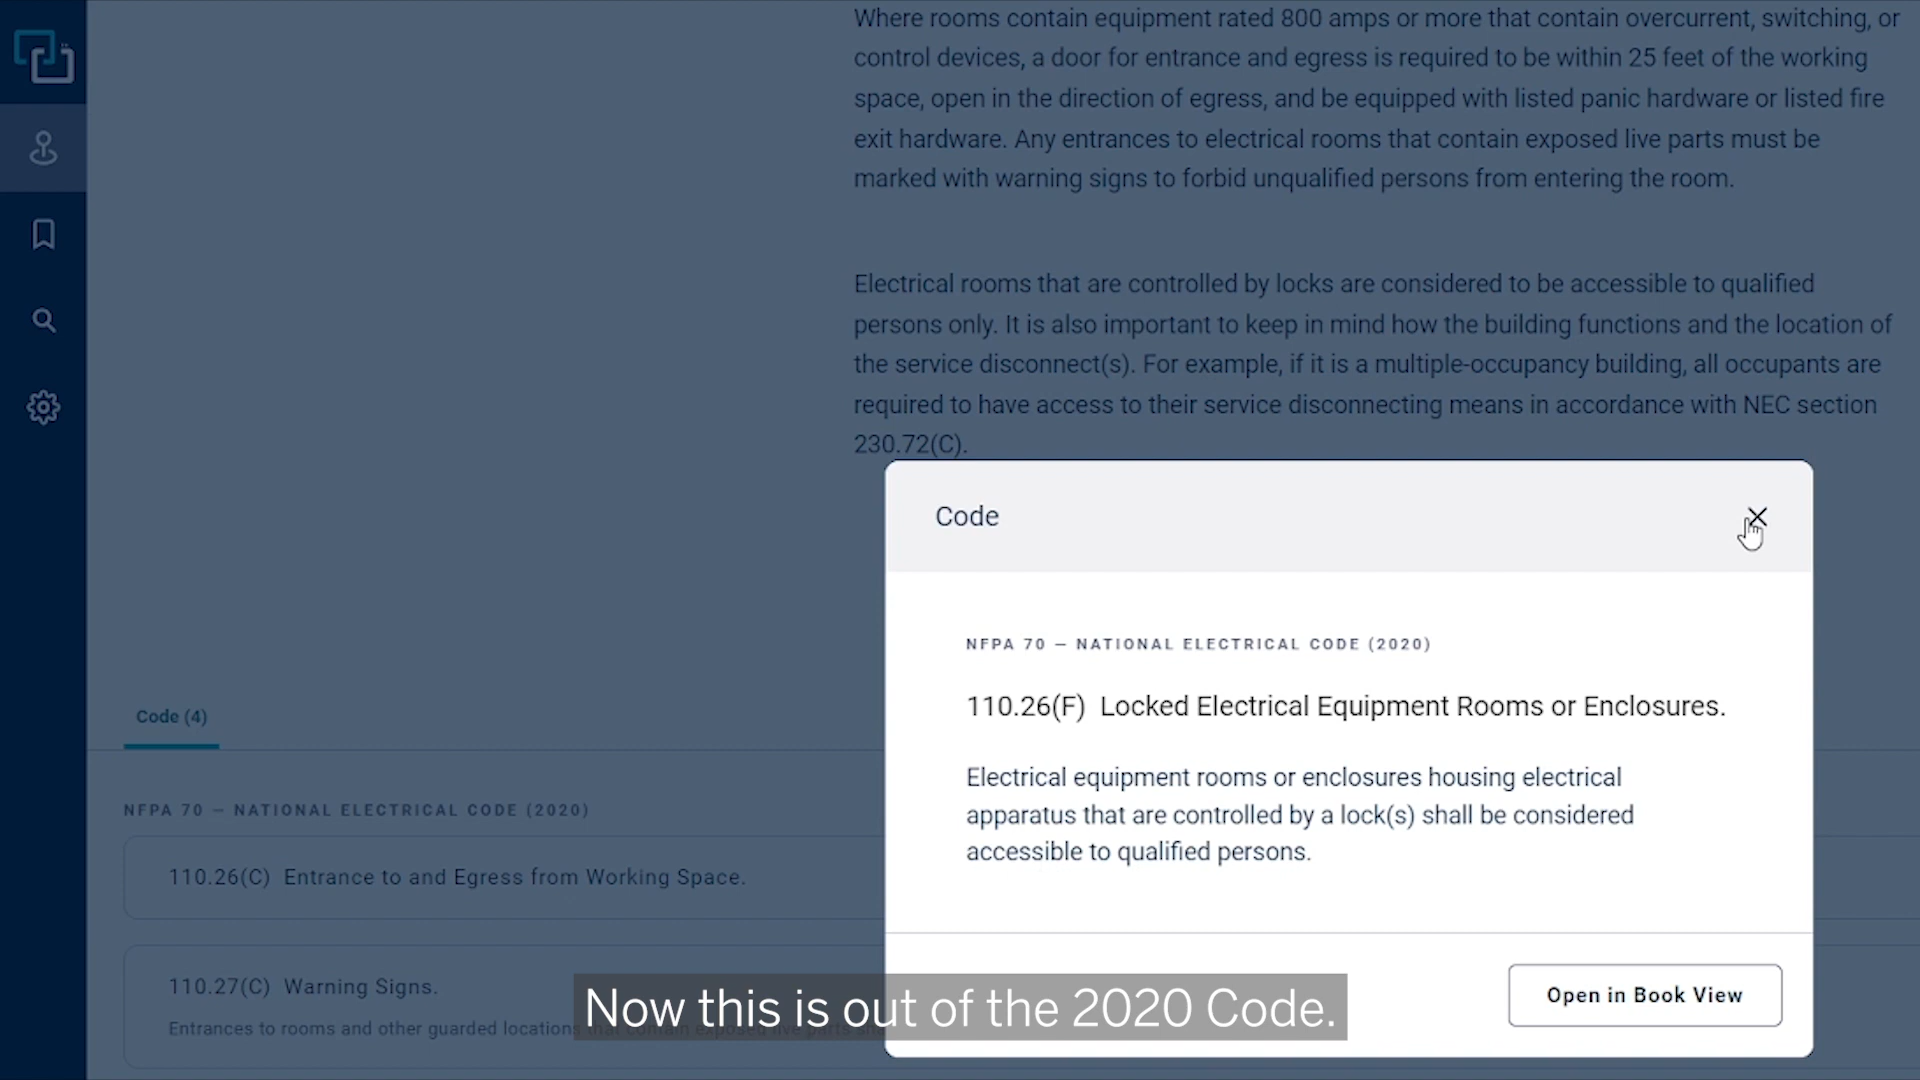 Where rooms contain equipment rated 800 amps or more that contain overcurrent, switching, or
control devices, a door for entrance and egress is required to be within 25 feet of the working
space, open in the direction of egress, and be equipped with listed panic hardware or listed fire
exit hardware. Any entrances to electrical rooms that contain exposed live parts must be
marked with warning signs to forbid unqualified persons from entering the room.
Electrical rooms that are controlled by locks are considered to be accessible to qualified
persons only. It is also important to keep in mind how the building functions and the location of
the service disconnect(s). For example, if it is a multiple-occupancy building, all occupants are
required to have access to their service disconnecting means in accordance with NEC section
230.72(C).
Code
NFPA 70 — NATIONAL ELECTRICAL CODE (2020)
110.26(F) Locked Electrical Equipment Rooms or Enclosures.
Electrical equipment rooms or enclosures housing electrical
apparatus that are controlled by a lock(s) shall be considered
accessible to qualified persons.
Open in Book View
Code (4)
NFPA 70 — NATIONAL ELECTRICAL CODE (2020)
110.26(C) Entrance to and Egress from Working Space.
110.27(C) Warning Signs.
Entrances to rooms and other guarded locations that contain exposed live parts
Now this is out of the 2020 Code.